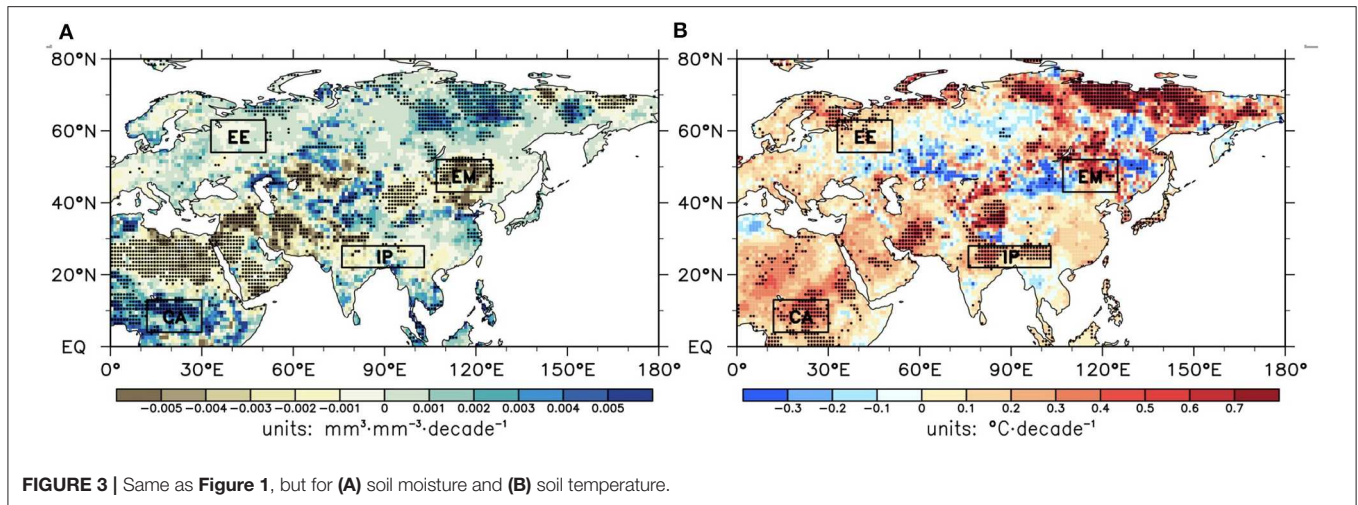 A
B
80°N
60°N
40°N
20°N
EQ
EE
EM
IP
CA
0° 30° 60° 90° 120° 150° 180°
-0.005 -0.004 -0.003 -0.002 -0.001 0 0.001 0.002 0.003 0.004 0.005
units: mm³·mm⁻³·decade⁻¹
80°N
60°N
40°N
20°N
EQ
EE
EM
IP
CA
0° 30° 60° 90° 120° 150° 180°
-0.3 -0.2 -0.1 0 0.1 0.2 0.3 0.4 0.5 0.6 0.7
units: °C·decade⁻¹
FIGURE 3 | Same as Figure 1, but for (A) soil moisture and (B) soil temperature.